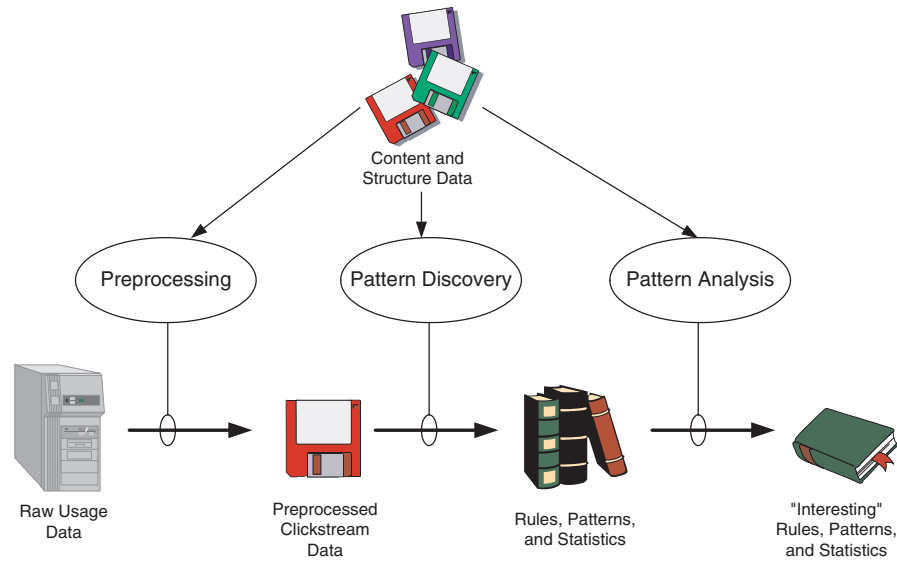 Content and
Structure Data
Preprocessing
Pattern Discovery
Pattern Analysis
Raw Usage
Data
Preprocessed
Clickstream
Data
Rules, Patterns,
and Statistics
"Interesting"
Rules, Patterns,
and Statistics